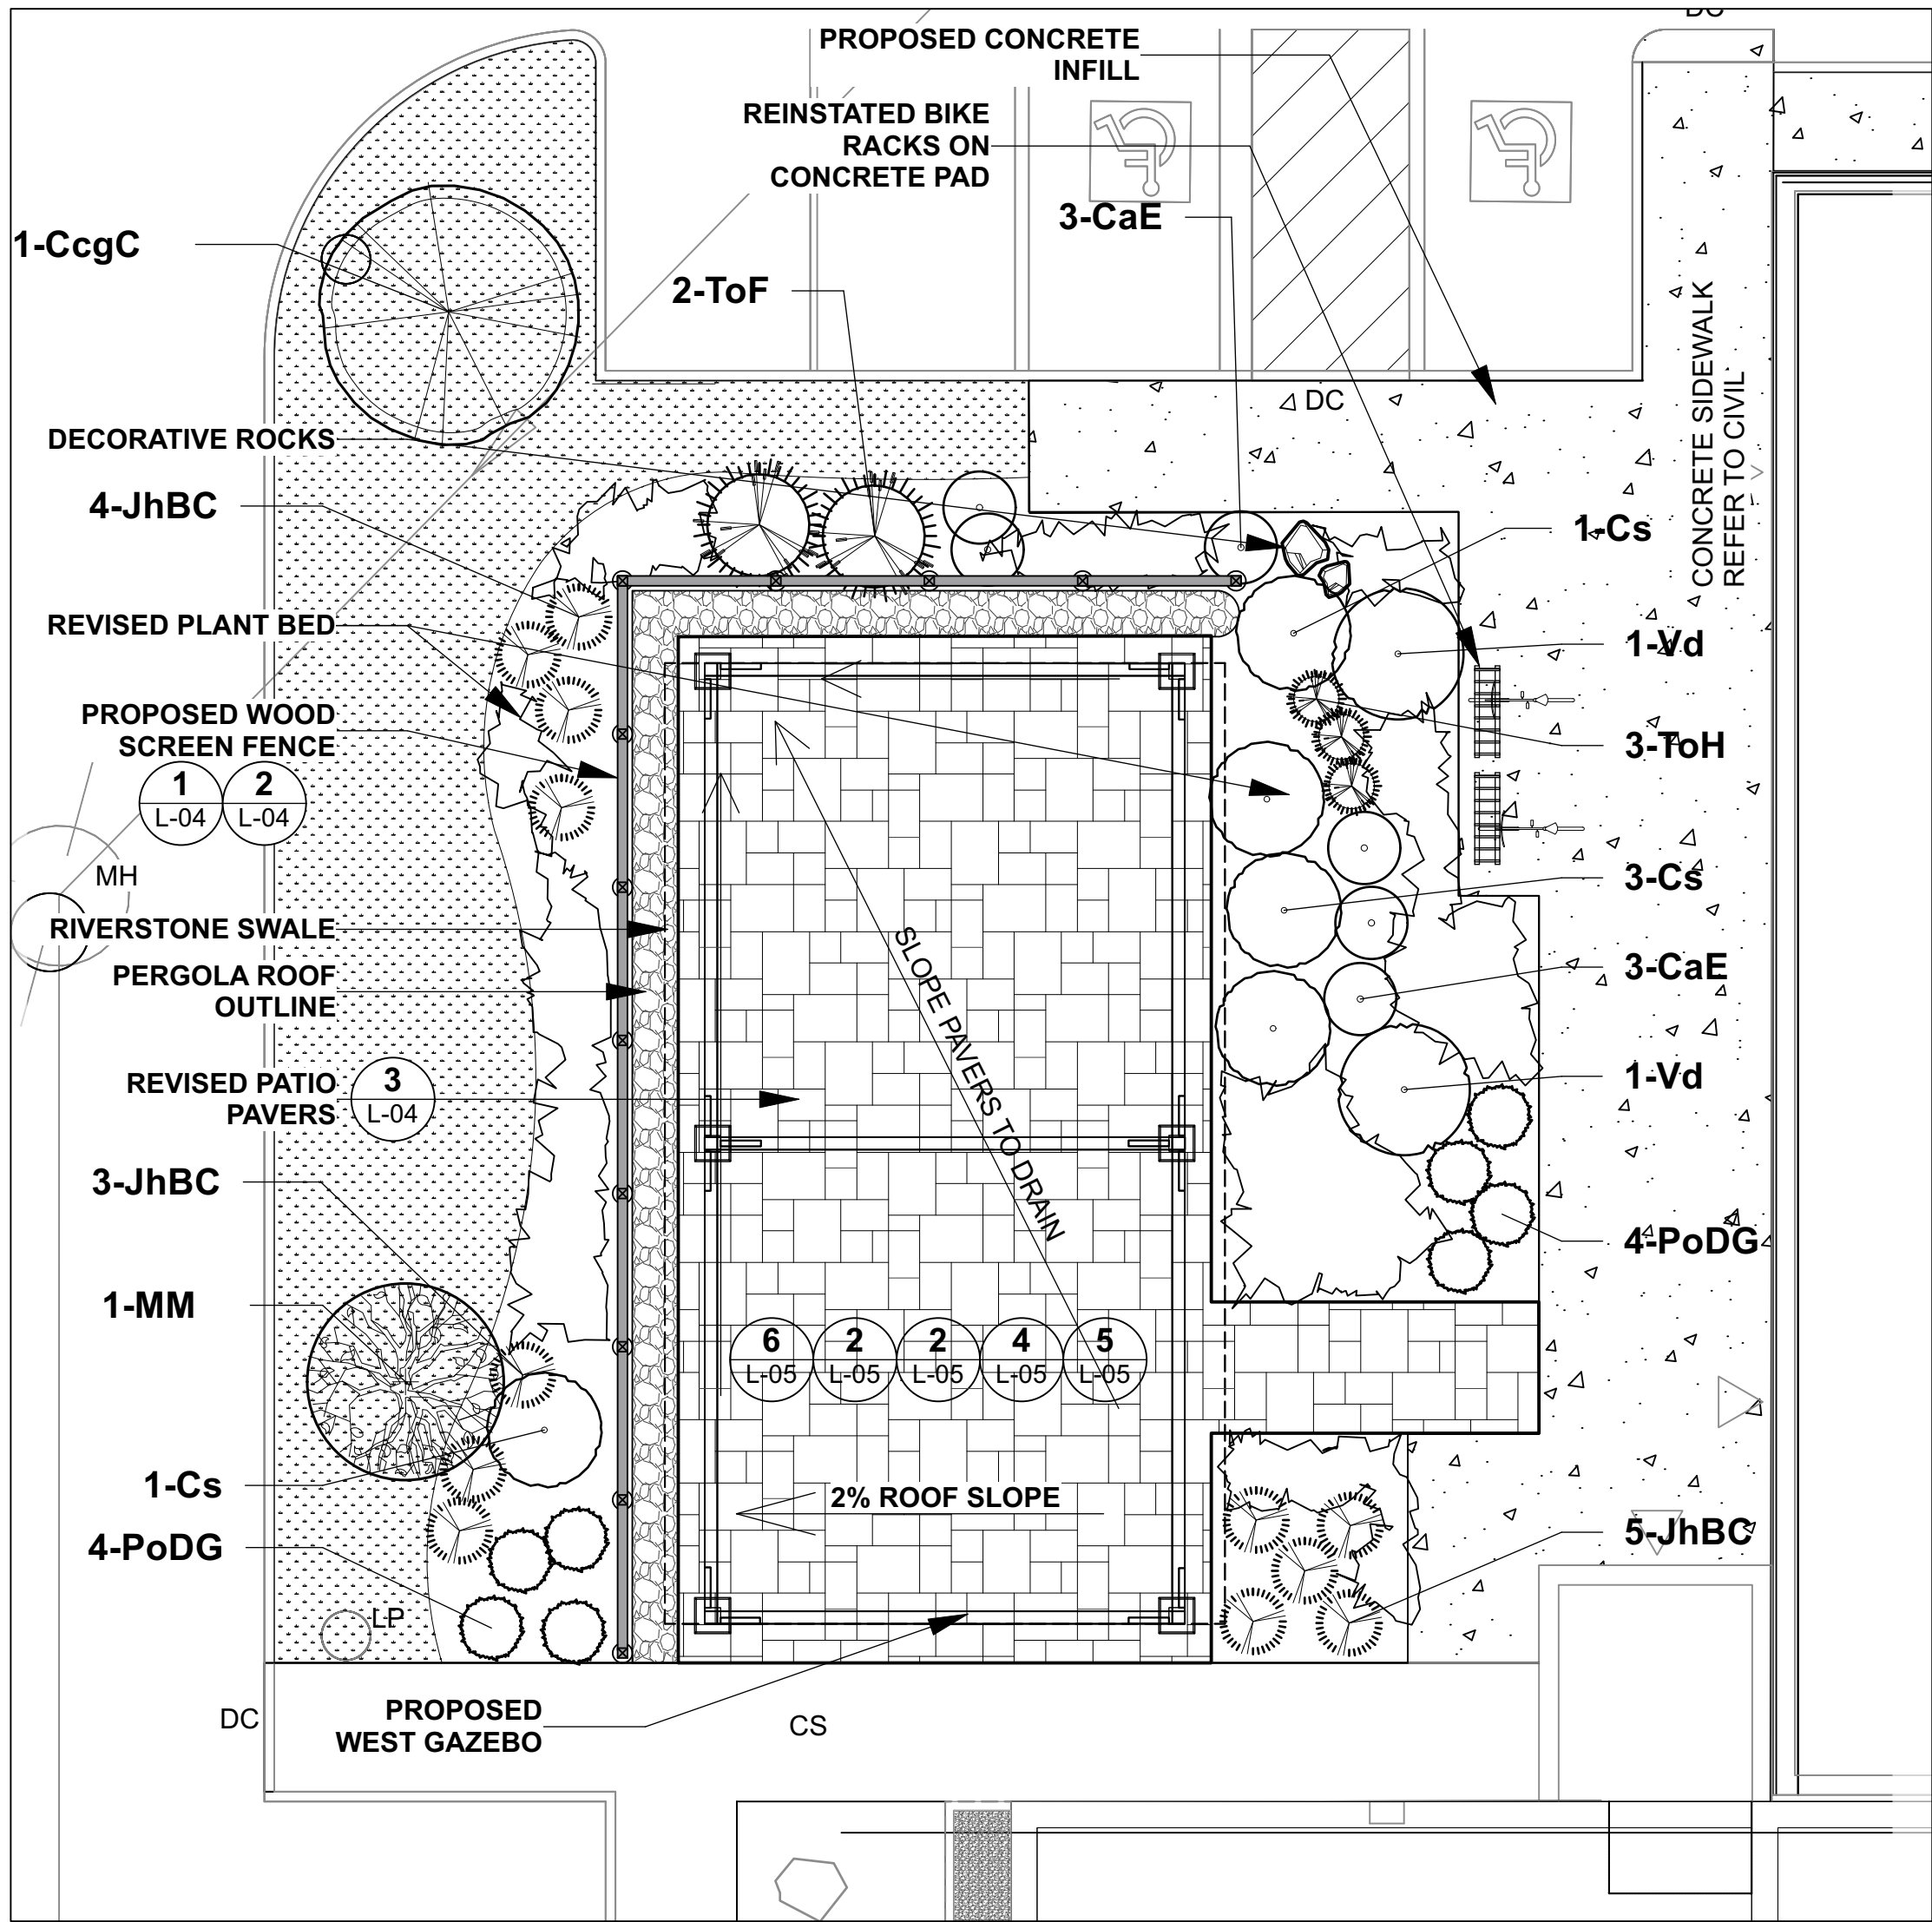 PROPOSED CONCRETE
INFILL
REINSTATED BIKE
RACKS ON
CONCRETE PAD
3-CaE
1-CcgC
2-ToF
DC
CONCRETE SIDEWALK
REFER TO CIVIL
DECORATIVE ROCKS
4-JhBC
1-Cs
REVISED PLANT BED
1-Vd
PROPOSED WOOD
SCREEN FENCE
1
L-04
2
L-04
3-ToH
MH
3-Cs
RIVERSTONE SWALE
PERGOLA ROOF
OUTLINE
3-CaE
SLOPE PAVERS TO DRAIN
REVISED PATIO
PAVERS
3
L-04
1-Vd
3-JhBC
4-PoDG
1-MM
6
L-05
2
L-05
2
L-05
4
L-05
5
L-05
1-Cs
2% ROOF SLOPE
4-PoDG
5-JhBC
LP
PROPOSED
WEST GAZEBO
DC
CS